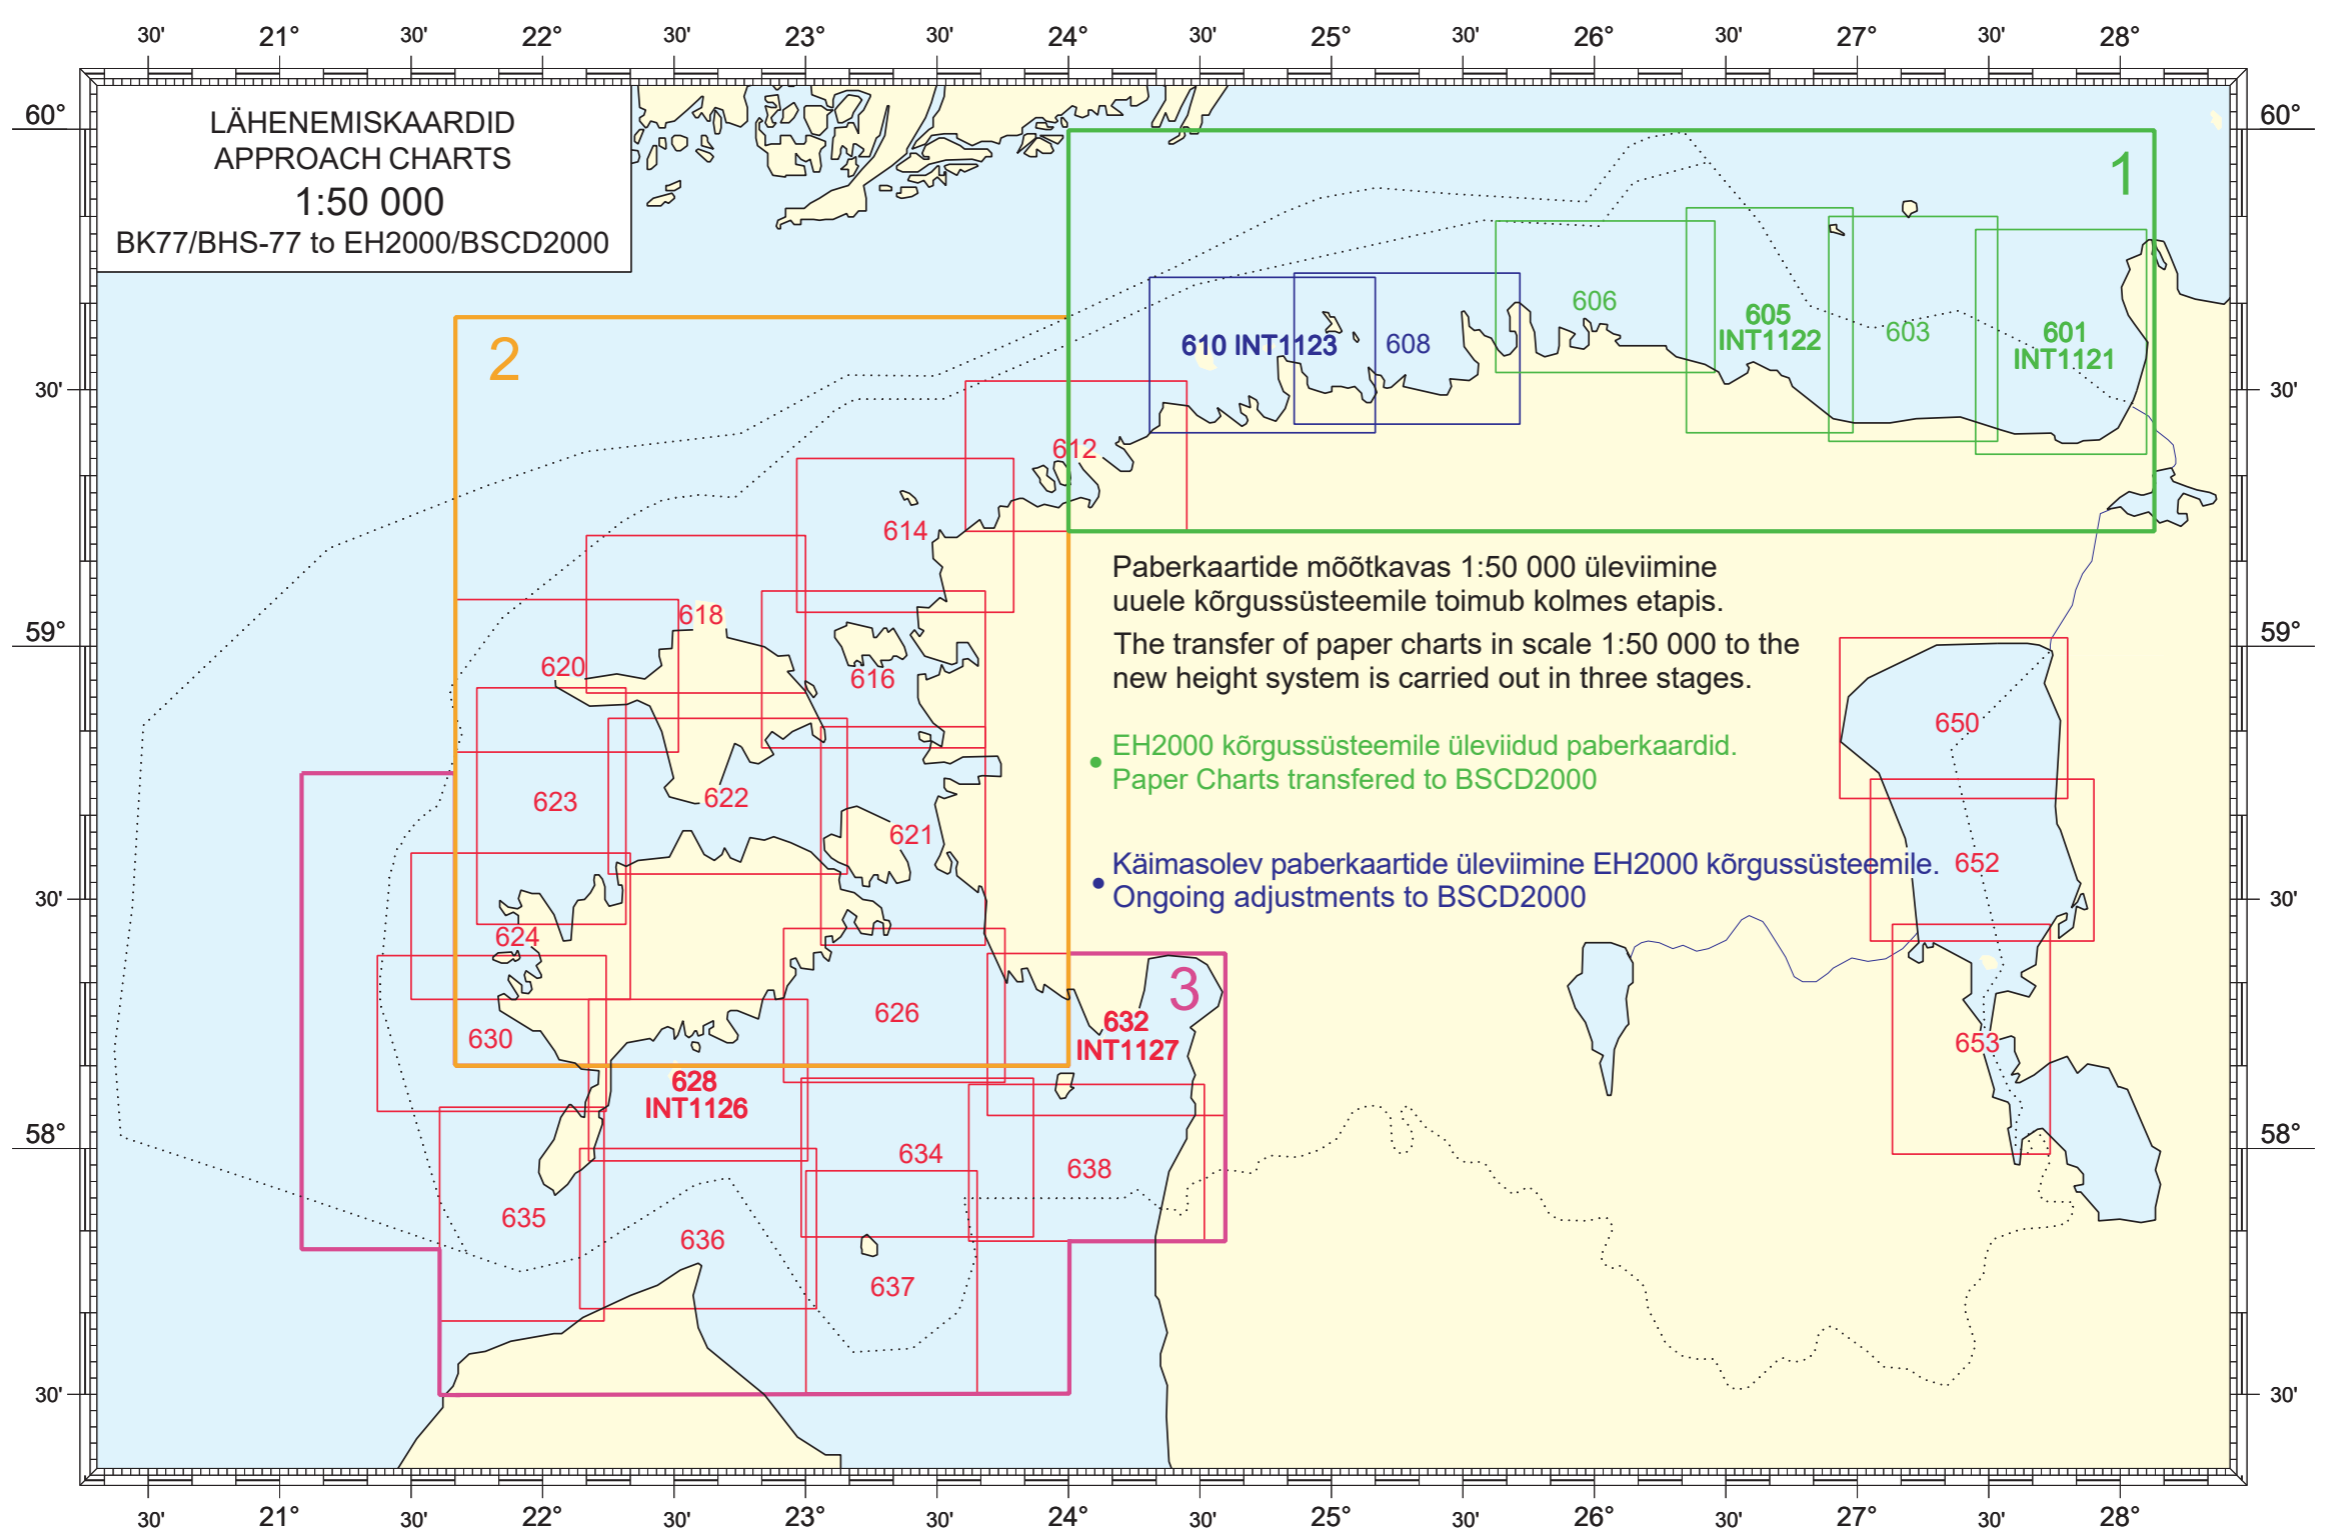 30' 21° 30' 22° 30' 23° 30' 24° 30' 25° 30' 26° 30' 27° 30' 28°
LÄHENEMISKAARDID
APPROACH CHARTS
1:50 000
BK77/BHS-77 to EH2000/BSCD2000
60°
60°
1
606
605
INT1122
603
601
INT1121
610 INT1123
608
2
30'
30'
612
614
Paberkaartide mõõtkavas 1:50 000 üleviimine
uuele kõrgussüsteemile toimub kolmes etapis.
The transfer of paper charts in scale 1:50 000 to the
new height system is carried out in three stages.
59°
59°
618
620
616
650
EH2000 kõrgussüsteemile üleviidud paberkaardid.
Paper Charts transfered to BSCD2000
623
622
621
Käimasolev paberkaartide üleviimine EH2000 kõrgussüsteemile.
Ongoing adjustments to BSCD2000
652
30'
30'
624
3
626
632
INT1127
630
653
628
INT1126
58°
58°
634
638
635
636
637
30'
30'
30' 21° 30' 22° 30' 23° 30' 24° 30' 25° 30' 26° 30' 27° 30' 28°